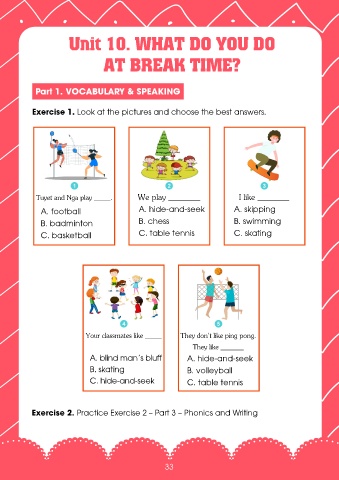 Unit 10. WHAT DO YOU DO
AT BREAK TIME?
Part 1. VOCABULARY & SPEAKING
Exercise 1. Look at the pictures and choose the best answers.
1
Tuyet and Nga play _____.
A. football
B. badminton
C. basketball
2
We play ________
A. hide-and-seek
B. chess
C. table tennis
3
I like ________
A. skipping
B. swimming
C. skating
4
Your classmates like _____
A. blind man's bluff
B. skating
C. hide-and-seek
5
They don't like ping pong.
They like _______
A. hide-and-seek
B. volleyball
C. table tennis
Exercise 2. Practice Exercise 2 – Part 3 – Phonics and Writing
33